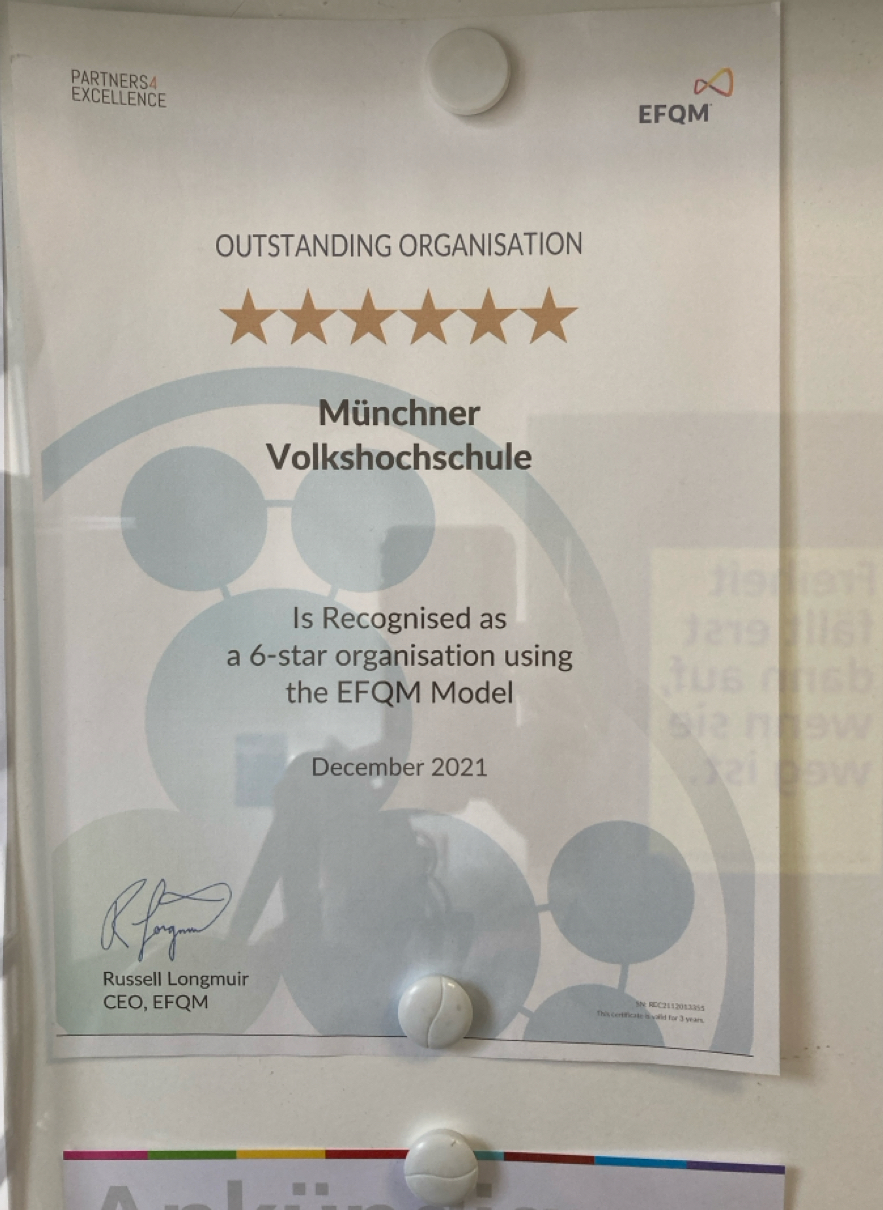 PARTNERS4
EXCELLENCE
EFQM
OUTSTANDING ORGANISATION
Münchner
Volkshochschule
Is Recognised as
a 6-star organisation using
the EFQM Model
December 2021
Russell Longmuir
CEO, EFQM
This certificate is valid for 3 years.
Freiheit
fällt erst
dann auf,
wenn sie
weg ist.